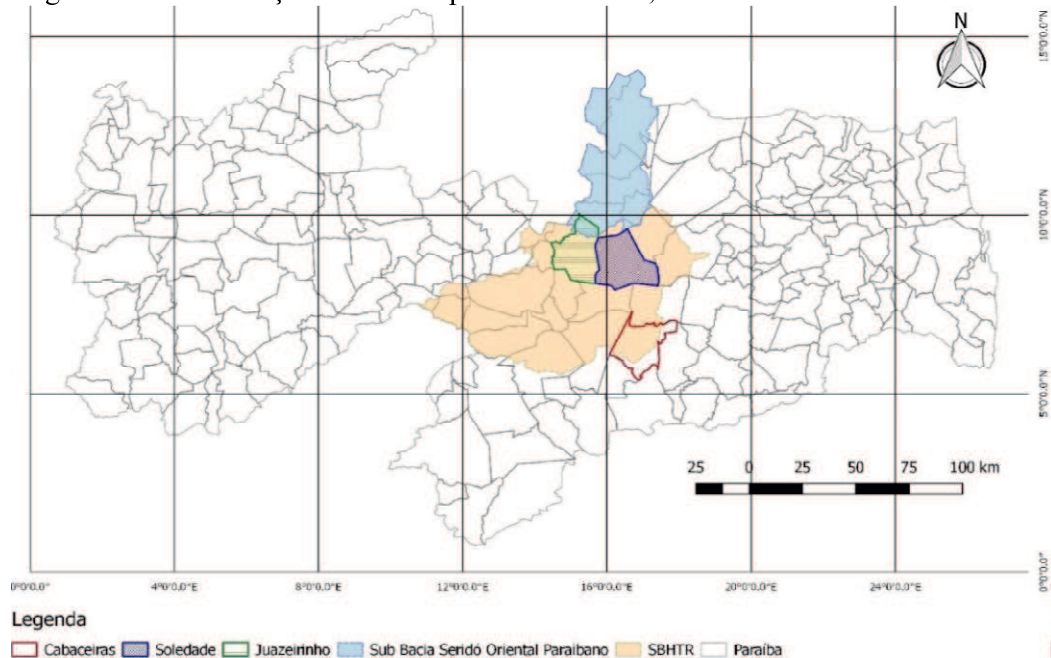 N
15°0'0.0"N
10°0'0.0"N
5°0'0.0"N
0°0'0.0"N
25 0 25 50 75 100 km
0°0'0.0" 4°0'0.0"E 8°0'0.0"E 12°0'0.0"E 16°0'0.0"E 20°0'0.0"E 24°0'0.0"E
Legenda
Cabaceiras Soledade Juazeirinho Sub Bacia Seridó Oriental Paraibano SBHTR Paraíba